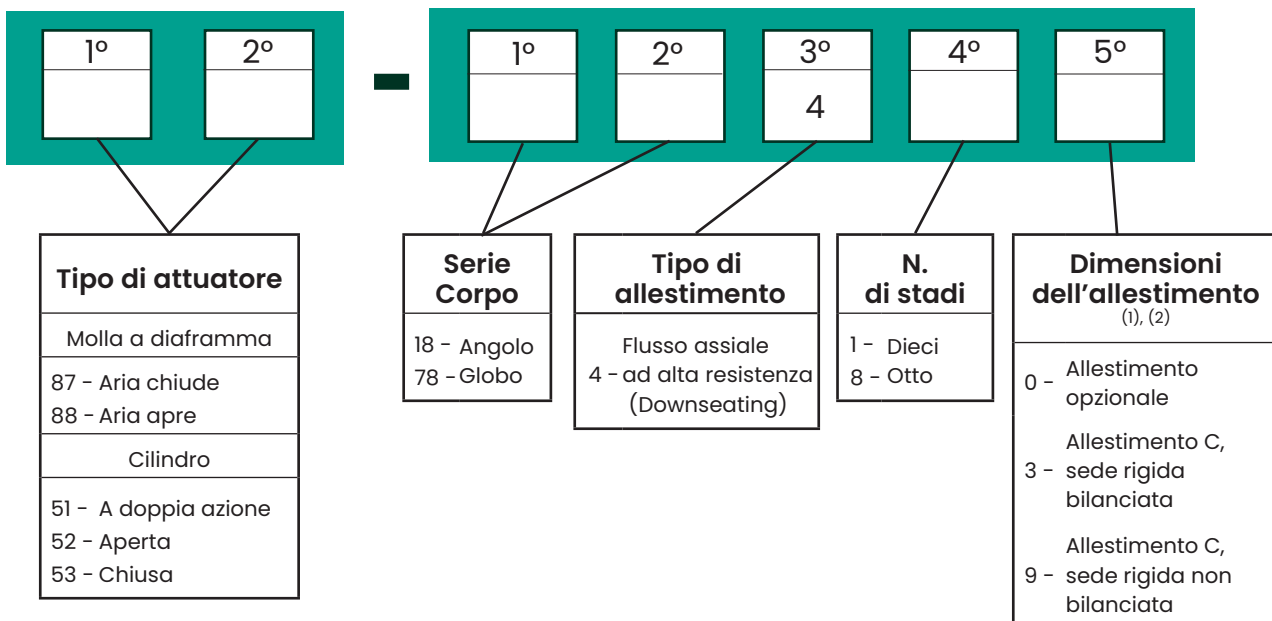 1º 2º - 1º 2º 3º 4º 5º
4
Tipo di attuatore
Molla a diaframma
87 - Aria chiude
88 - Aria apre
Cilindro
51 - A doppia azione
52 - Aperta
53 - Chiusa
Serie
Corpo
18 - Angolo
78 - Globo
Tipo di
allestimento
Flusso assiale
4 - ad alta resistenza
(Downseating)
N.
di stadi
1 - Dieci
8 - Otto
Dimensioni
dell'allestimento
(1), (2)
0 - Allestimento
opzionale
Allestimento C,
3 - sede rigida
bilanciata
Allestimento C,
9 - sede rigida non
bilanciata